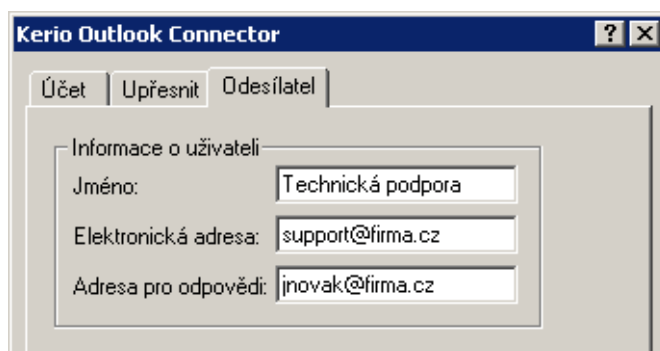 Kerio Outlook Connector
Účet Upřesnit Odesílatel
Informace o uživateli
Jméno: Technická podpora
Elektronická adresa: support@firma.cz
Adresa pro odpovědi: jnovak@firma.cz